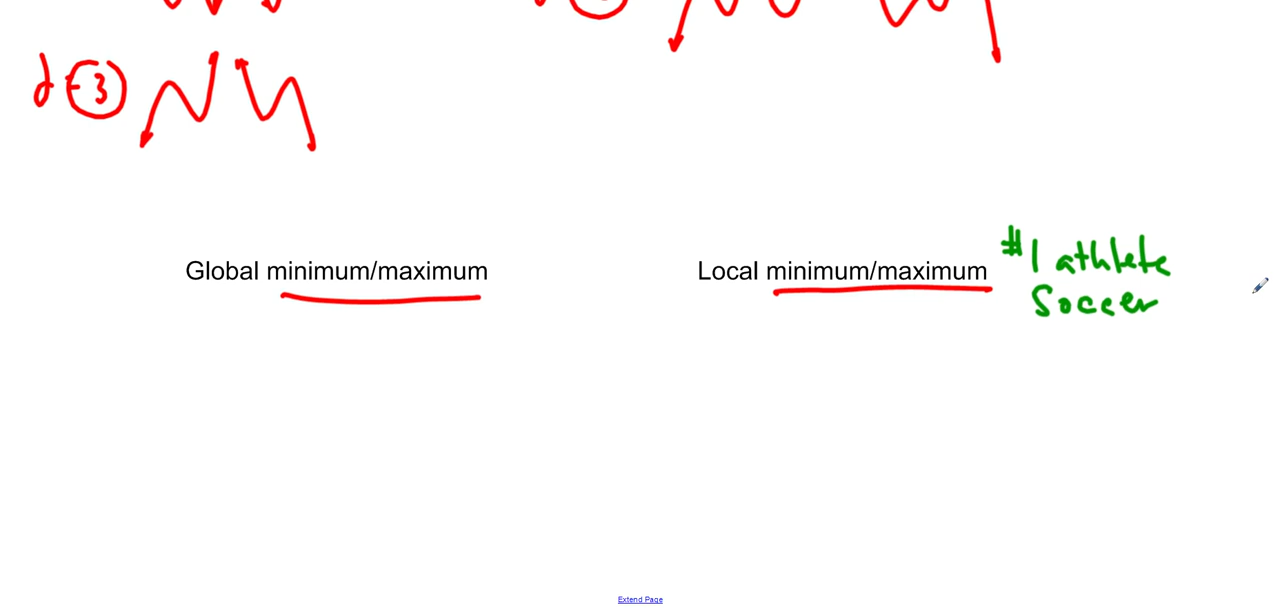 d=3
Global minimum/maximum
Local minimum/maximum
#1 athlete
Soccer
Extend Page